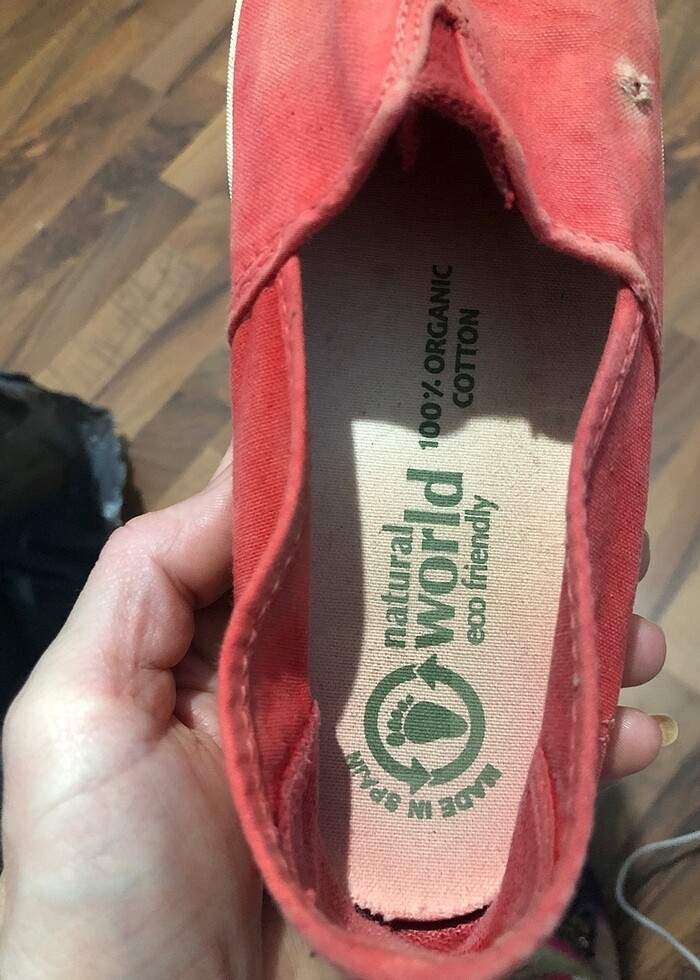 natural
world
eco friendly
100% ORGANIC
COTTON
MADE IN SPAIN